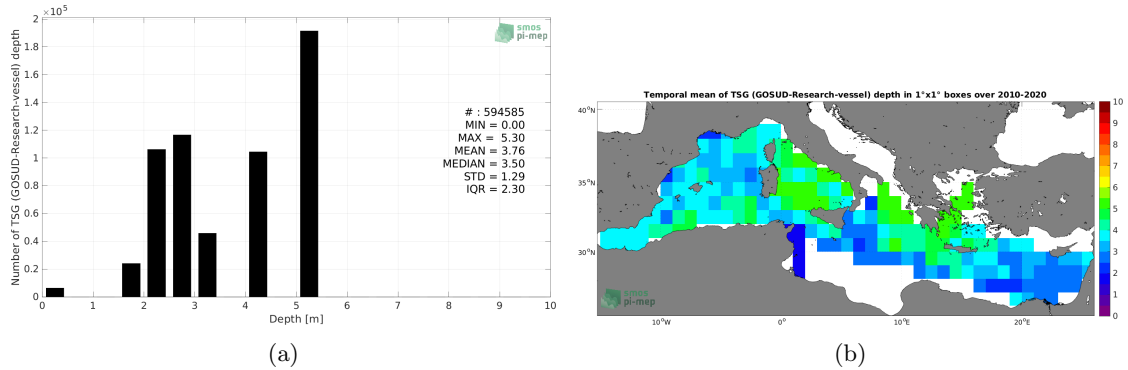 2
×10⁵
1.8
1.6
1.4
1.2
1
0.8
0.6
0.4
0.2
0
Number of TSG (GOSUD-Research-vessel) depth
smos
pi-mep
# : 594585
MIN = 0.00
MAX = 5.30
MEAN = 3.76
MEDIAN = 3.50
STD = 1.29
IQR = 2.30
0 1 2 3 4 5 6 7 8 9 10
Depth [m]
(a)
Temporal mean of TSG (GOSUD-Research-vessel) depth in 1°x1° boxes over 2010-2020
40°N
35°N
30°N
10°W 0° 10°E 20°E
smos
pi-mep
10
9
8
7
6
5
4
3
2
1
0
(b)